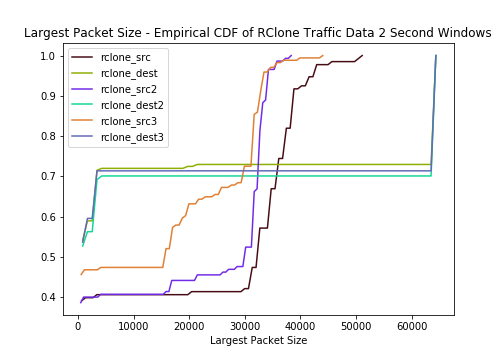 Largest Packet Size - Empirical CDF of RClone Traffic Data 2 Second Windows
rclone_src
rclone_dest
rclone_src2
rclone_dest2
rclone_src3
rclone_dest3
1.0
0.9
0.8
0.7
0.6
0.5
0.4
0
10000
20000
30000
40000
50000
60000
Largest Packet Size